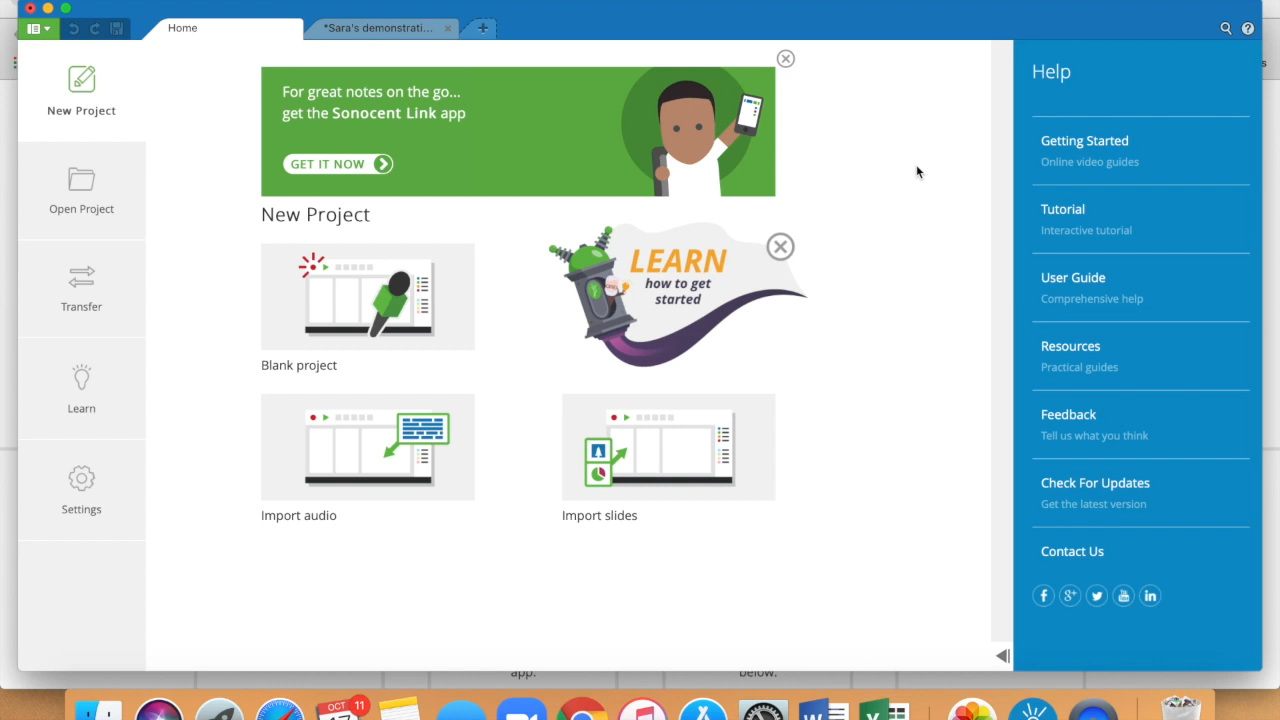 Home
*Sara's demonstrati...
New Project
Open Project
Transfer
Learn
Settings
For great notes on the go...
get the Sonocent Link app
GET IT NOW
New Project
LEARN
how to get
started
Blank project
Import audio
Import slides
Help
Getting Started
Online video guides
Tutorial
Interactive tutorial
User Guide
Comprehensive help
Resources
Practical guides
Feedback
Tell us what you think
Check For Updates
Get the latest version
Contact Us
app.
below.
OCT
11